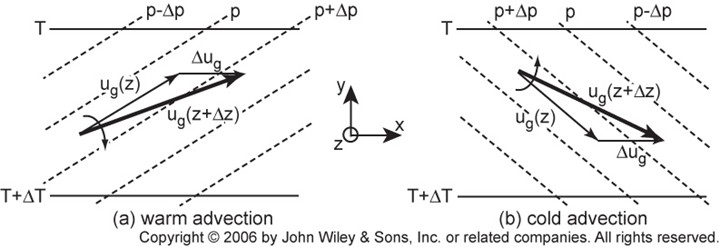 p-Δp p p+Δp
T
Δu_g
u_g(z)
u_g(z+Δz)
T+ΔT
(a) warm advection
y
x
z
p+Δp p p-Δp
T
u_g(z+Δz)
u_g(z)
Δu_g
T+ΔT
(b) cold advection
Copyright © 2006 by John Wiley & Sons, Inc. or related companies. All rights reserved.